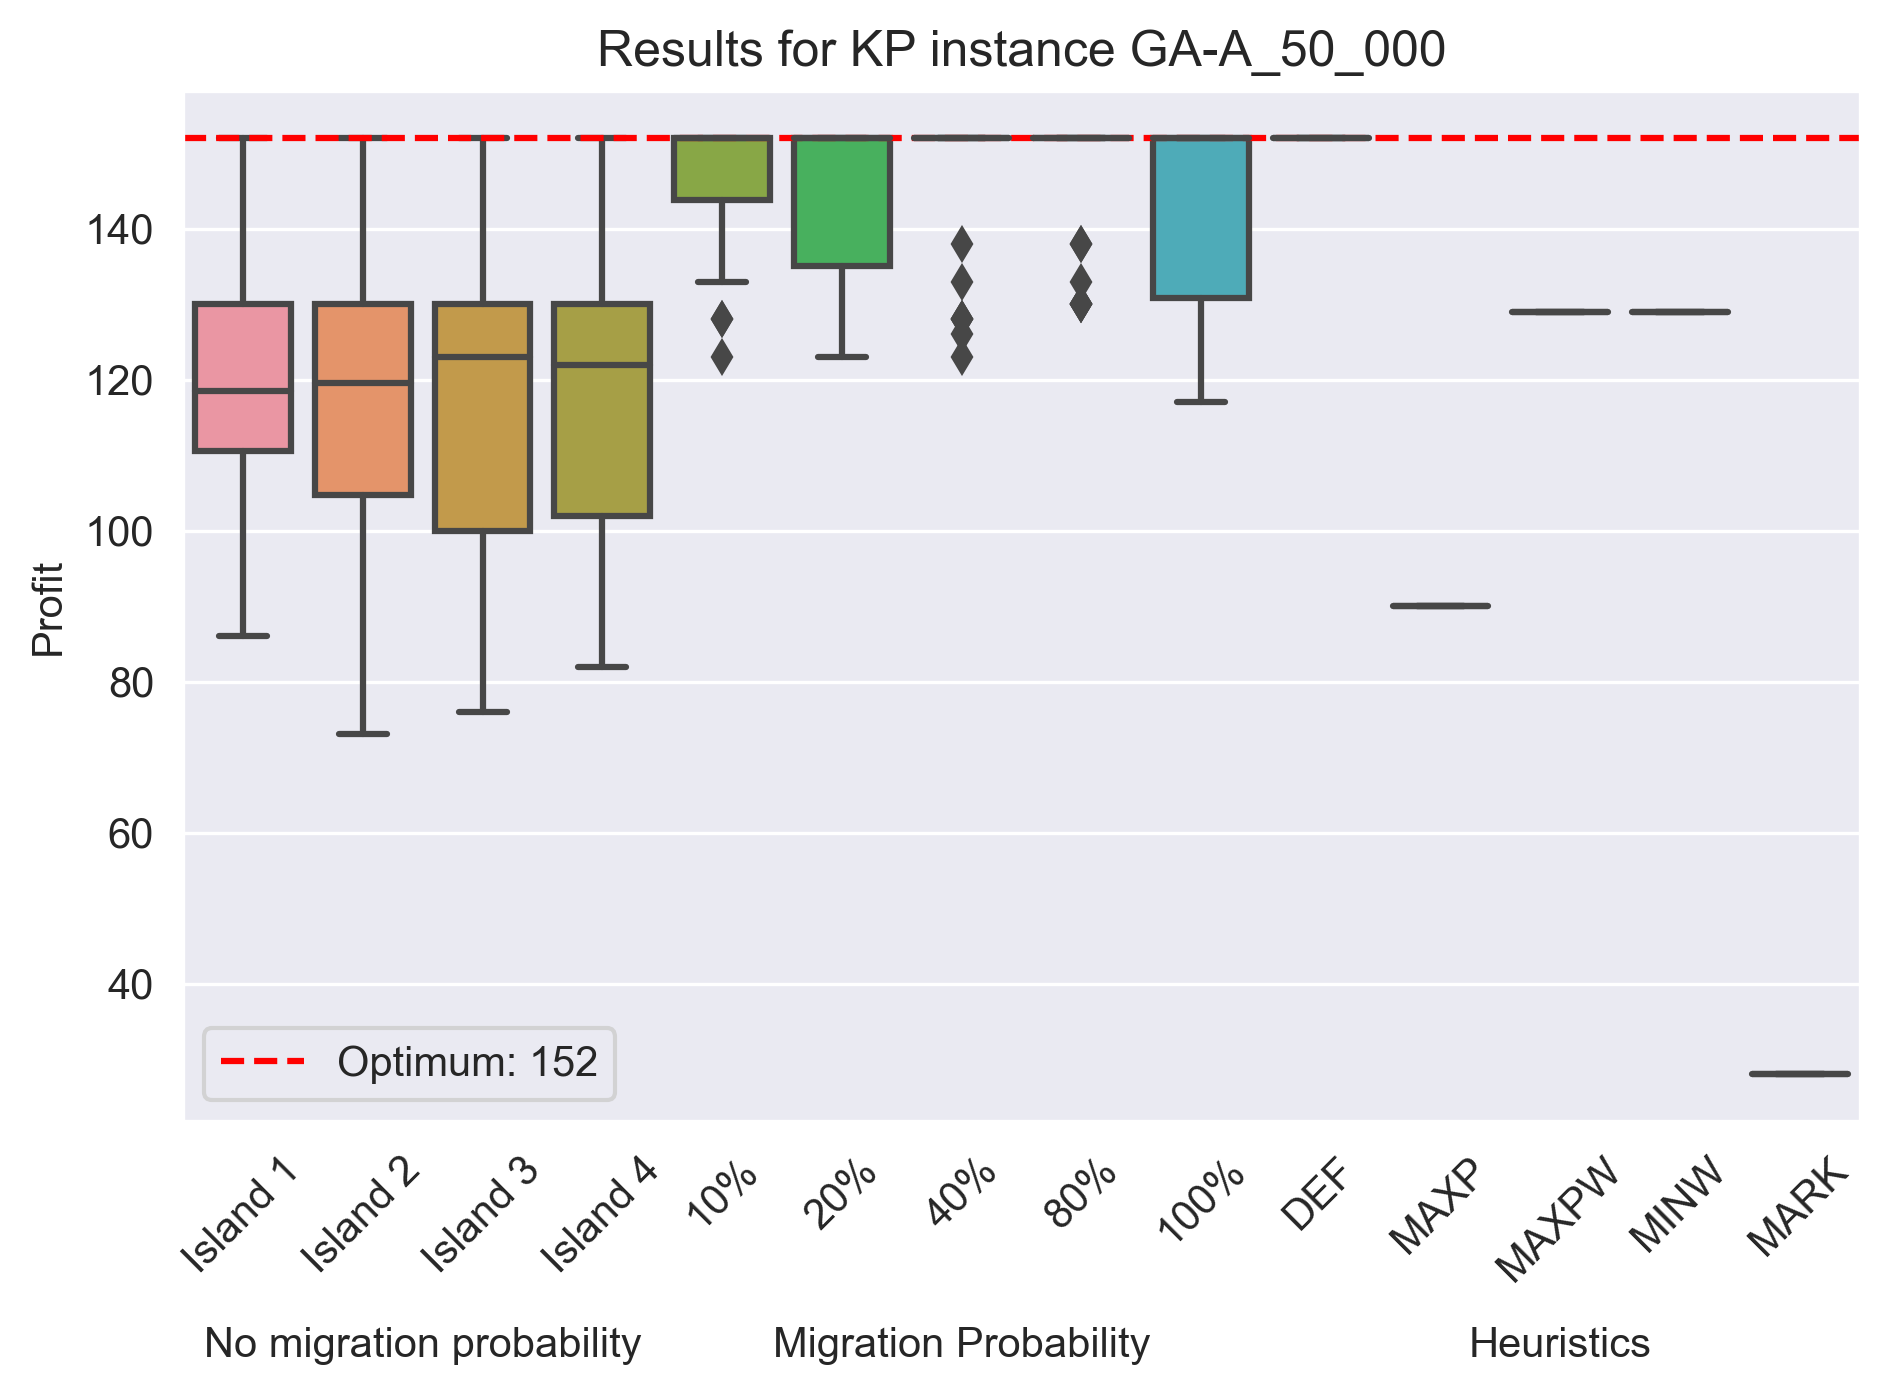 Results for KP instance GA-A_50_000
Profit
140
120
100
80
60
40
Optimum: 152
Island 1
Island 2
Island 3
Island 4
10%
20%
40%
80%
100%
DEF
MAXP
MAXPW
MINW
MARK
No migration probability
Migration Probability
Heuristics